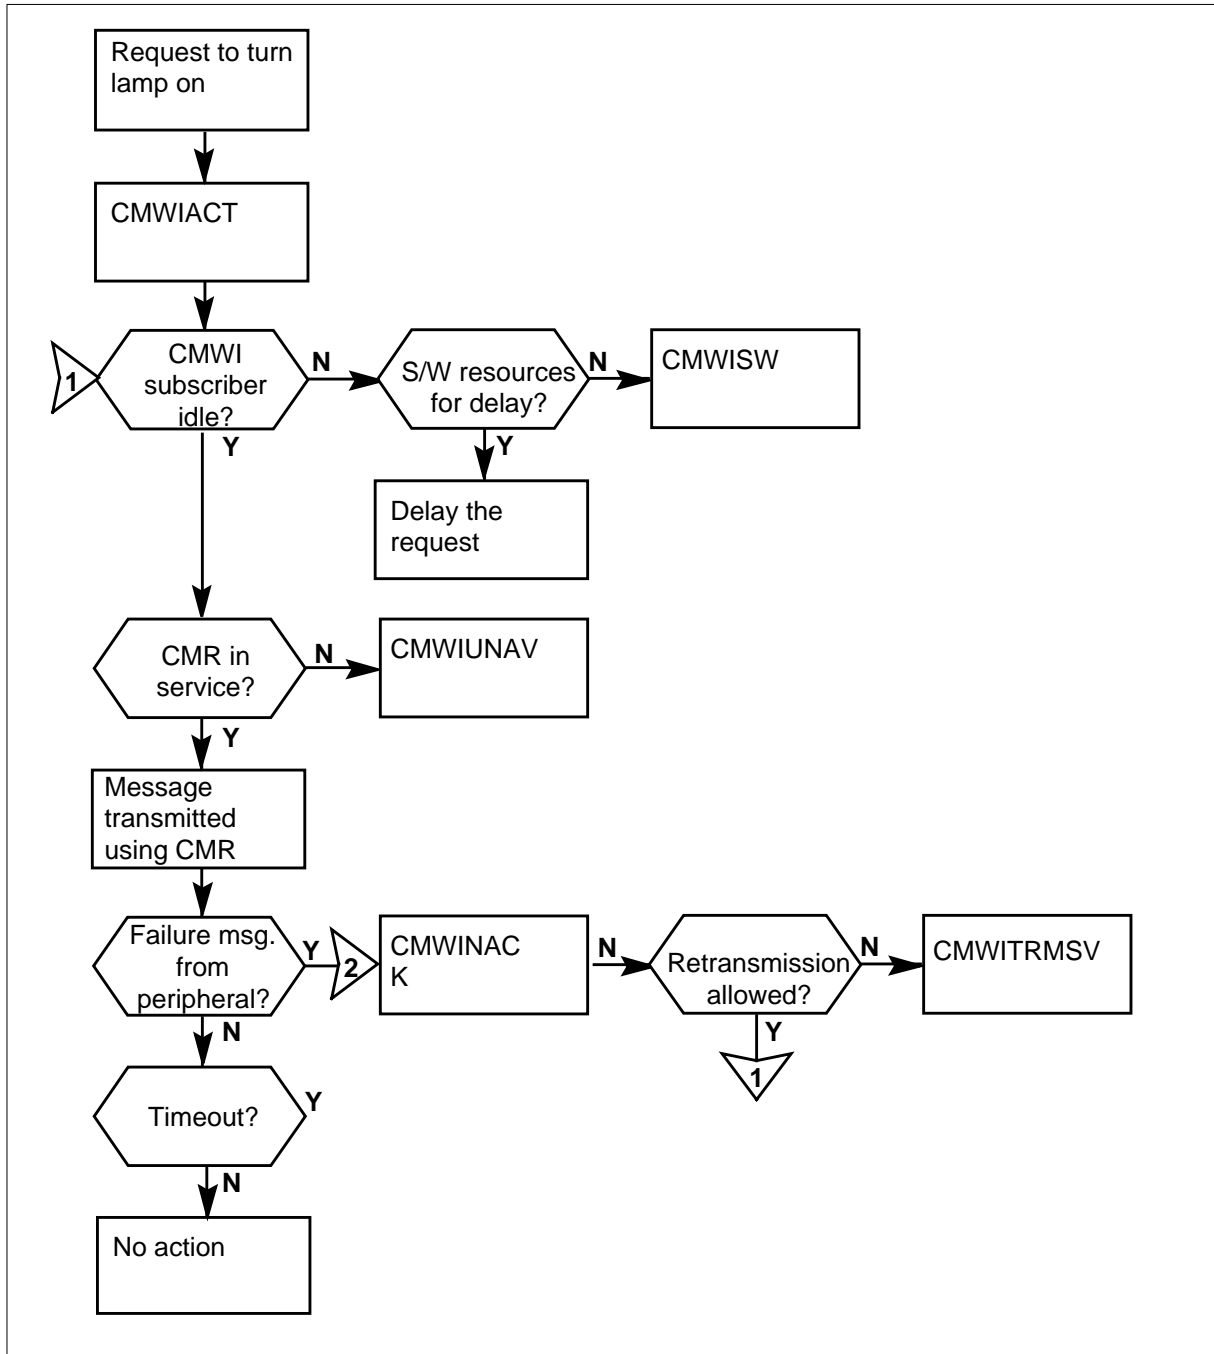 Request to turn
lamp on
CMWIACT
1
CMWI
subscriber
idle?
N
S/W resources
for delay?
N
CMWISW
Y
Y
Delay the
request
CMR in
service?
N
CMWIUNAV
Y
Message
transmitted
using CMR
Failure msg.
from
peripheral?
Y
2
CMWINAC
K
N
Retransmission
allowed?
N
CMWITRMSV
N
Y
1
Timeout?
Y
N
No action